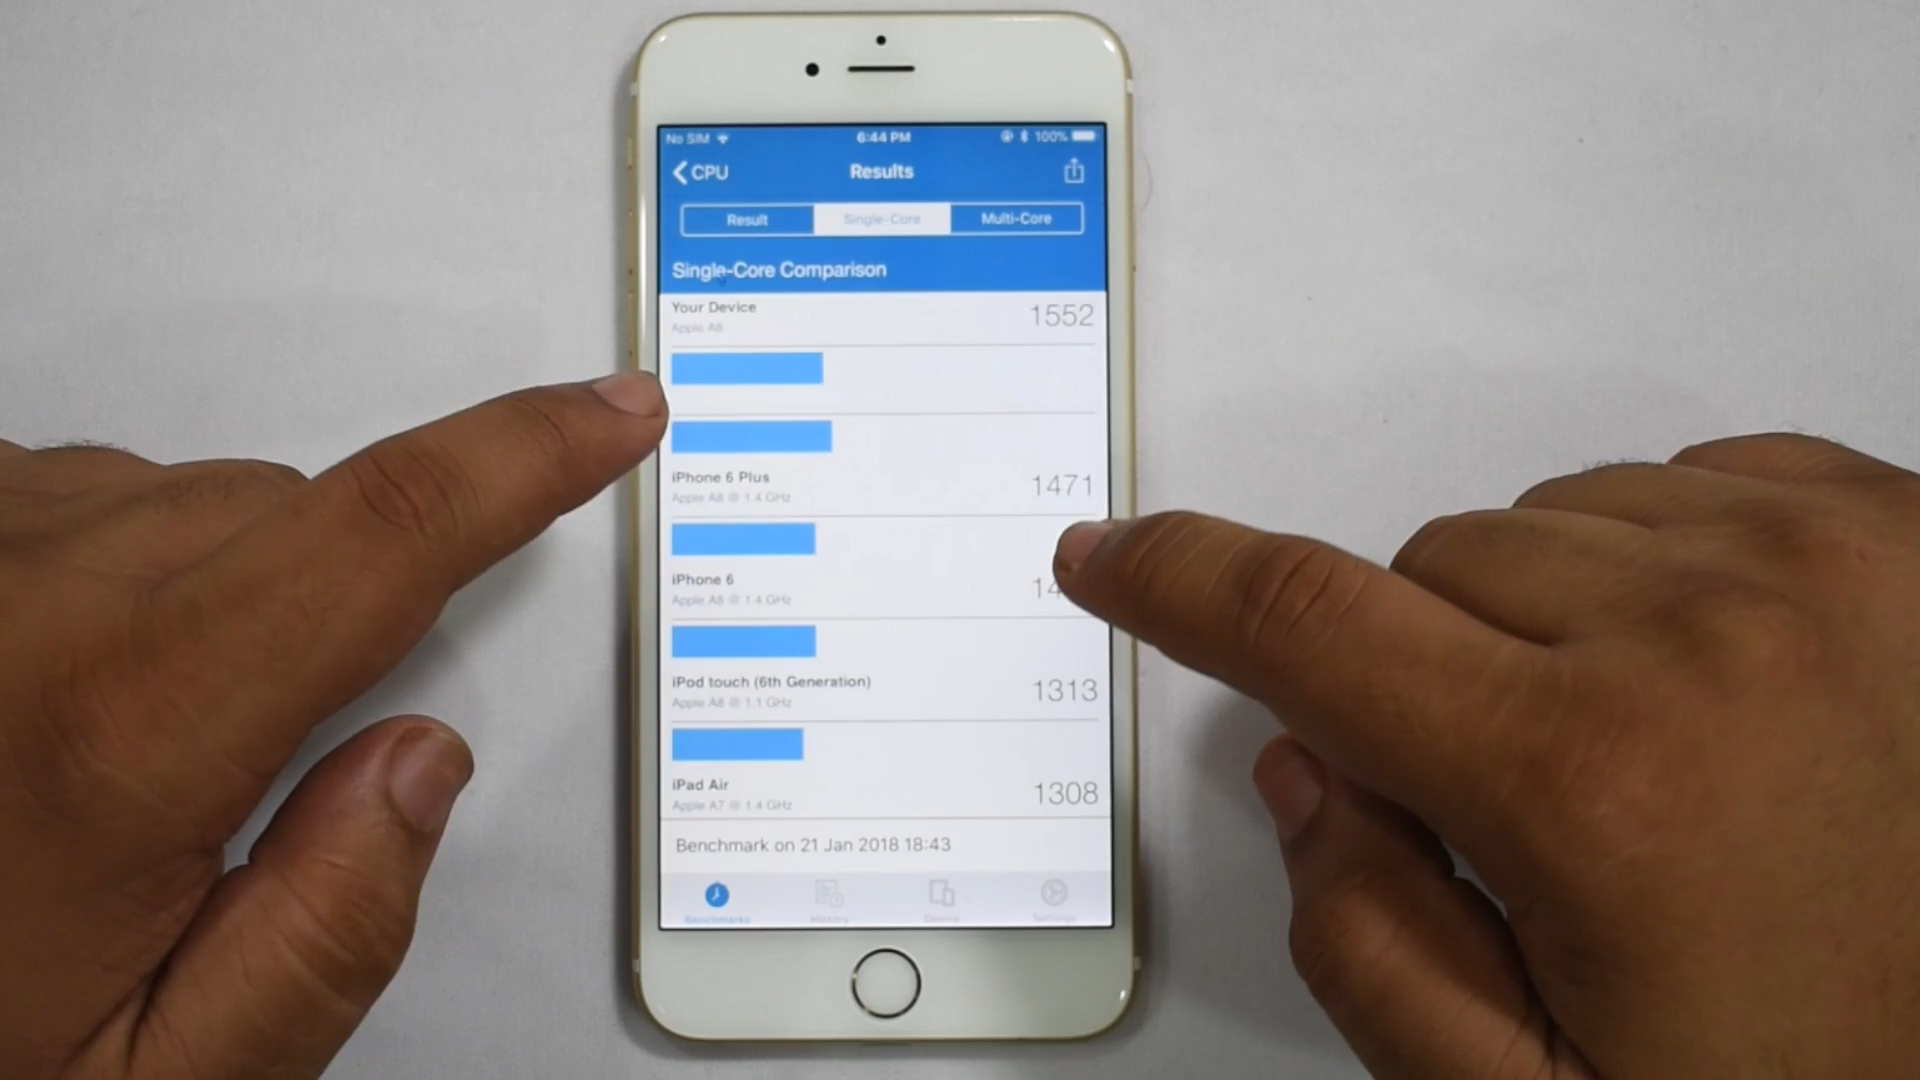 No SIM 6:44 PM 100%
CPU Results
Result Single-Core Multi-Core
Single-Core Comparison
Your Device 1552
Apple A8
iPhone 6 Plus 1471
Apple A8 @ 1.4 GHz
iPhone 6
Apple A8 @ 1.4 GHz
iPod touch (6th Generation) 1313
Apple A8 @ 1.1 GHz
iPad Air 1308
Apple A7 @ 1.4 GHz
Benchmark on 21 Jan 2018 18:43
Benchmarks History Settings